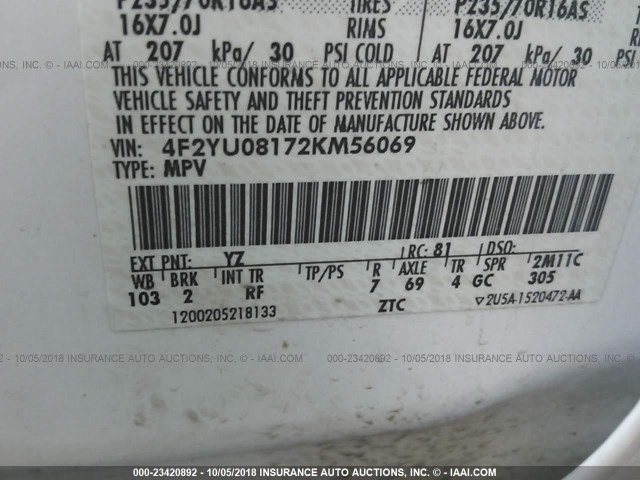 P235/70R16AS TIRES P235/70R16AS
16X7.0J RIMS 16X7.0J
AT 207 kPa/ 30 PSI COLD AT 207 kPa/ 30 PSI
THIS VEHICLE CONFORMS TO ALL APPLICABLE FEDERAL MOTOR
VEHICLE SAFETY AND THEFT PREVENTION STANDARDS
IN EFFECT ON THE DATE OF MANUFACTURE SHOWN ABOVE.
VIN: 4F2YU08172KM56069
TYPE: MPV
EXT PNT: YZ RC: 81 DSO:
WB BRK INT TR TP/PS R AXLE TR SPR 2M11C
103 2 RF 7 69 4 GC 305
1200205218133 ZTC 2U5A-1520472-AA
000-23420892 - 10/05/2018 INSURANCE AUTO AUCTIONS, INC. - © - IAAI.COM